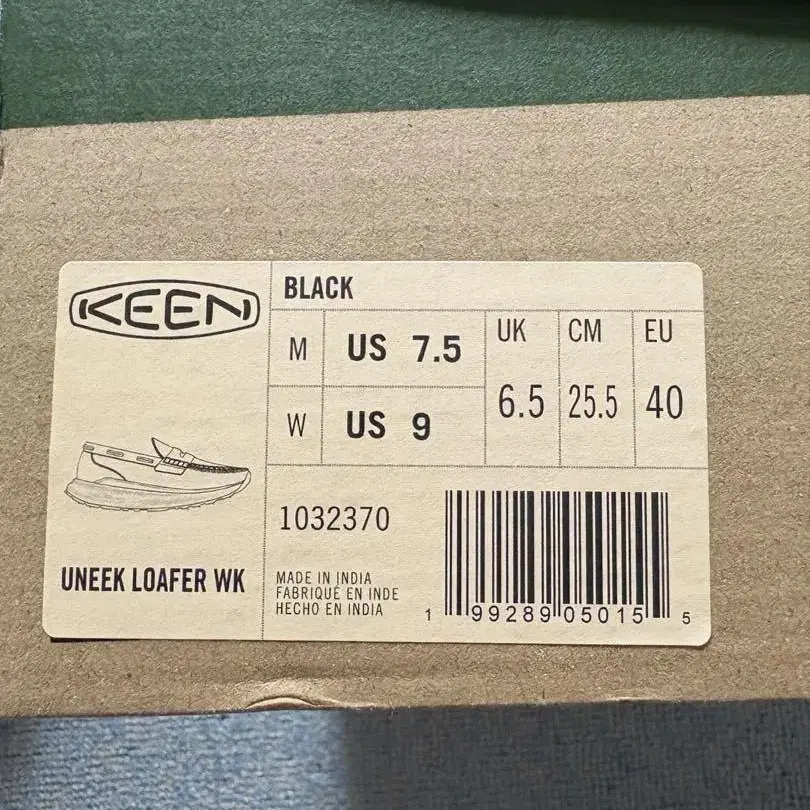 KEEN
BLACK
M US 7.5
W US 9
UK CM EU
6.5 25.5 40
UNEEK LOAFER WK
1032370
MADE IN INDIA
FABRIQUÉ EN INDE
HECHO EN INDIA
1 99289 05015 5